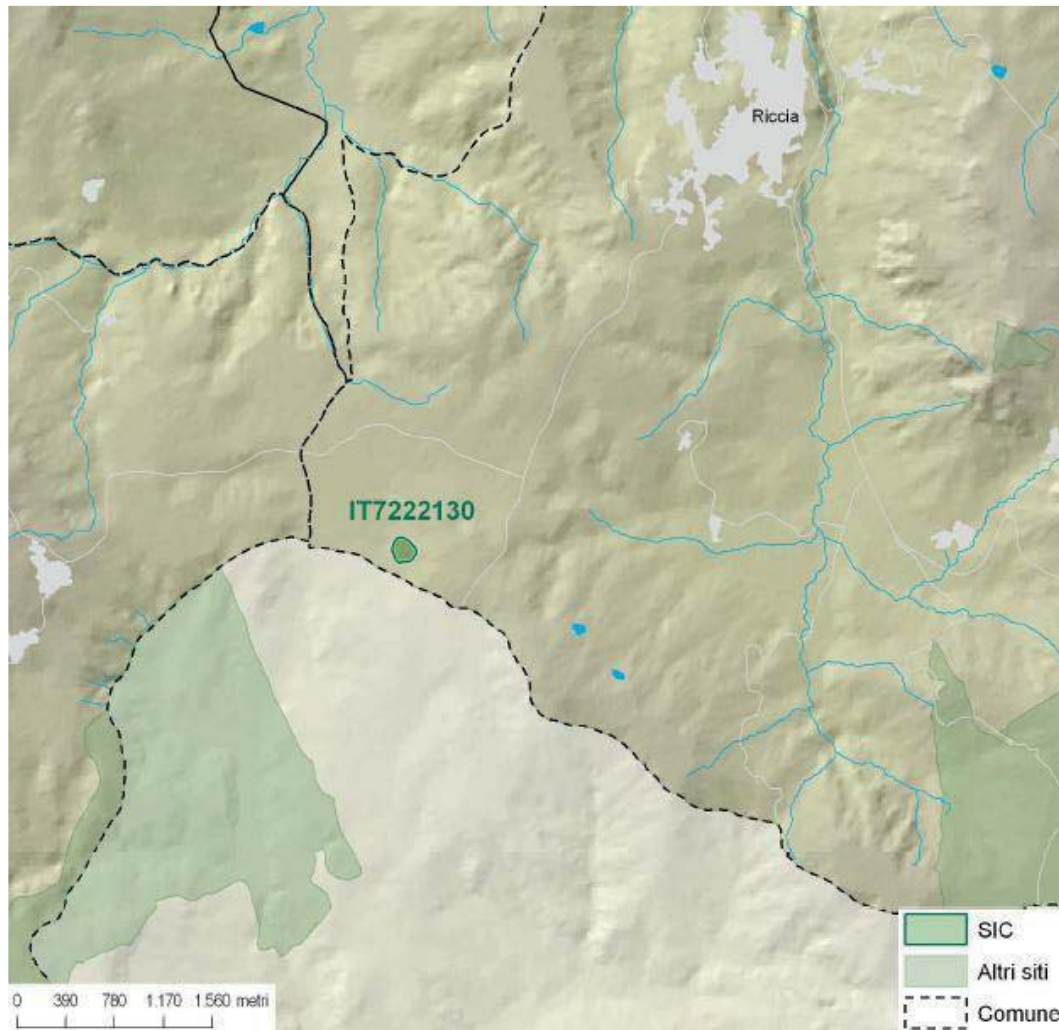 Riccia
IT7222130
SIC
Altri siti
Comune
0 390 780 1.170 1.560 metri